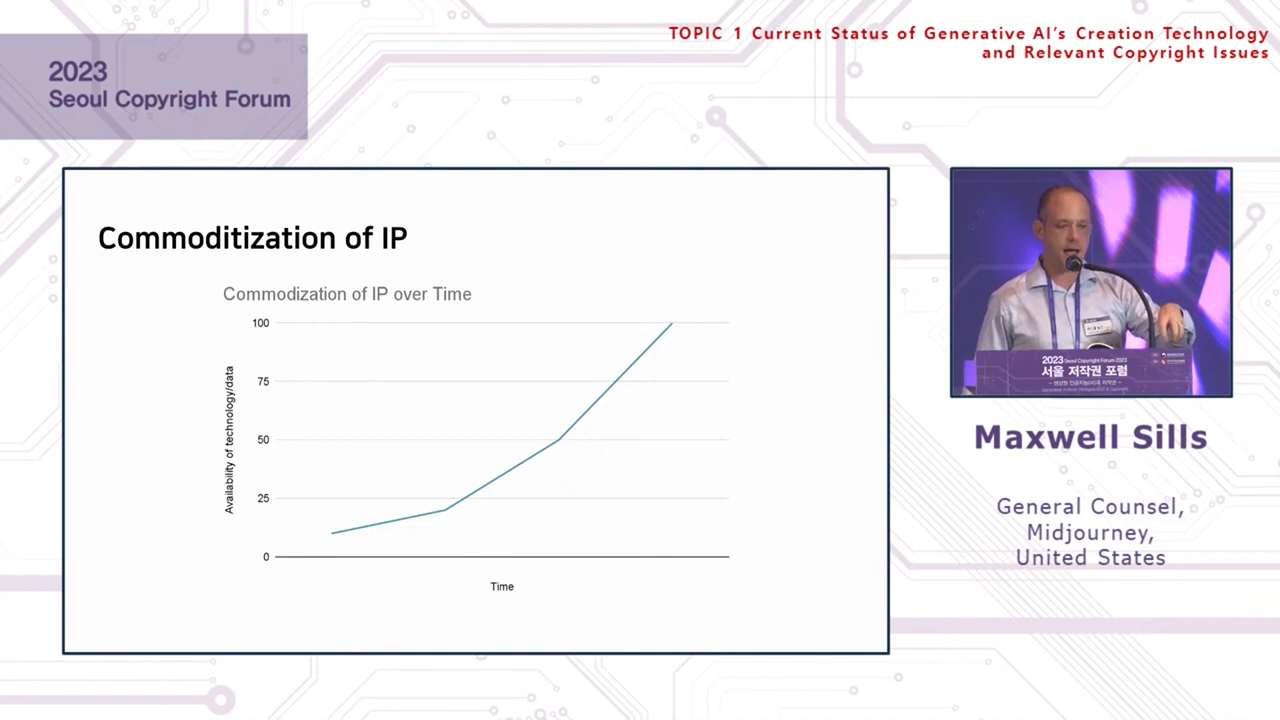 TOPIC 1 Current Status of Generative AI's Creation Technology
and Relevant Copyright Issues
2023
Seoul Copyright Forum
Commoditization of IP
Commodization of IP over Time
100
75
50
25
0
Availability of technology/data
Time
2023 Seoul Copyright Forum 2023
서울 저작권 포럼
Maxwell Sills
General Counsel,
Midjourney,
United States